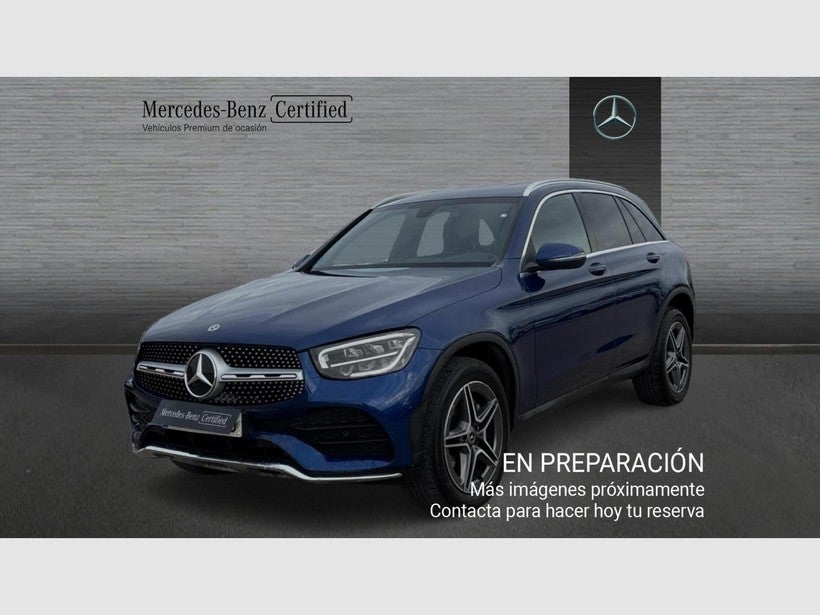 Mercedes-Benz Certified
Vehículos Premium de ocasión
Mercedes-Benz Certified
EN PREPARACIÓN
Más imágenes próximamente
Contacta para hacer hoy tu reserva